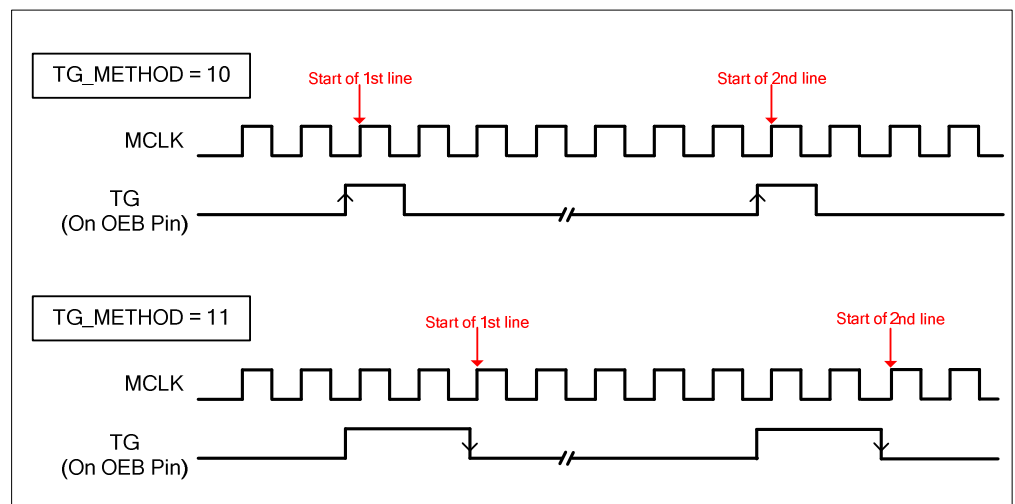 TG_METHOD = 10
Start of 1st line
Start of 2nd line
MCLK
TG
(On OEB Pin)
TG_METHOD = 11
Start of 1st line
Start of 2nd line
MCLK
TG
(On OEB Pin)